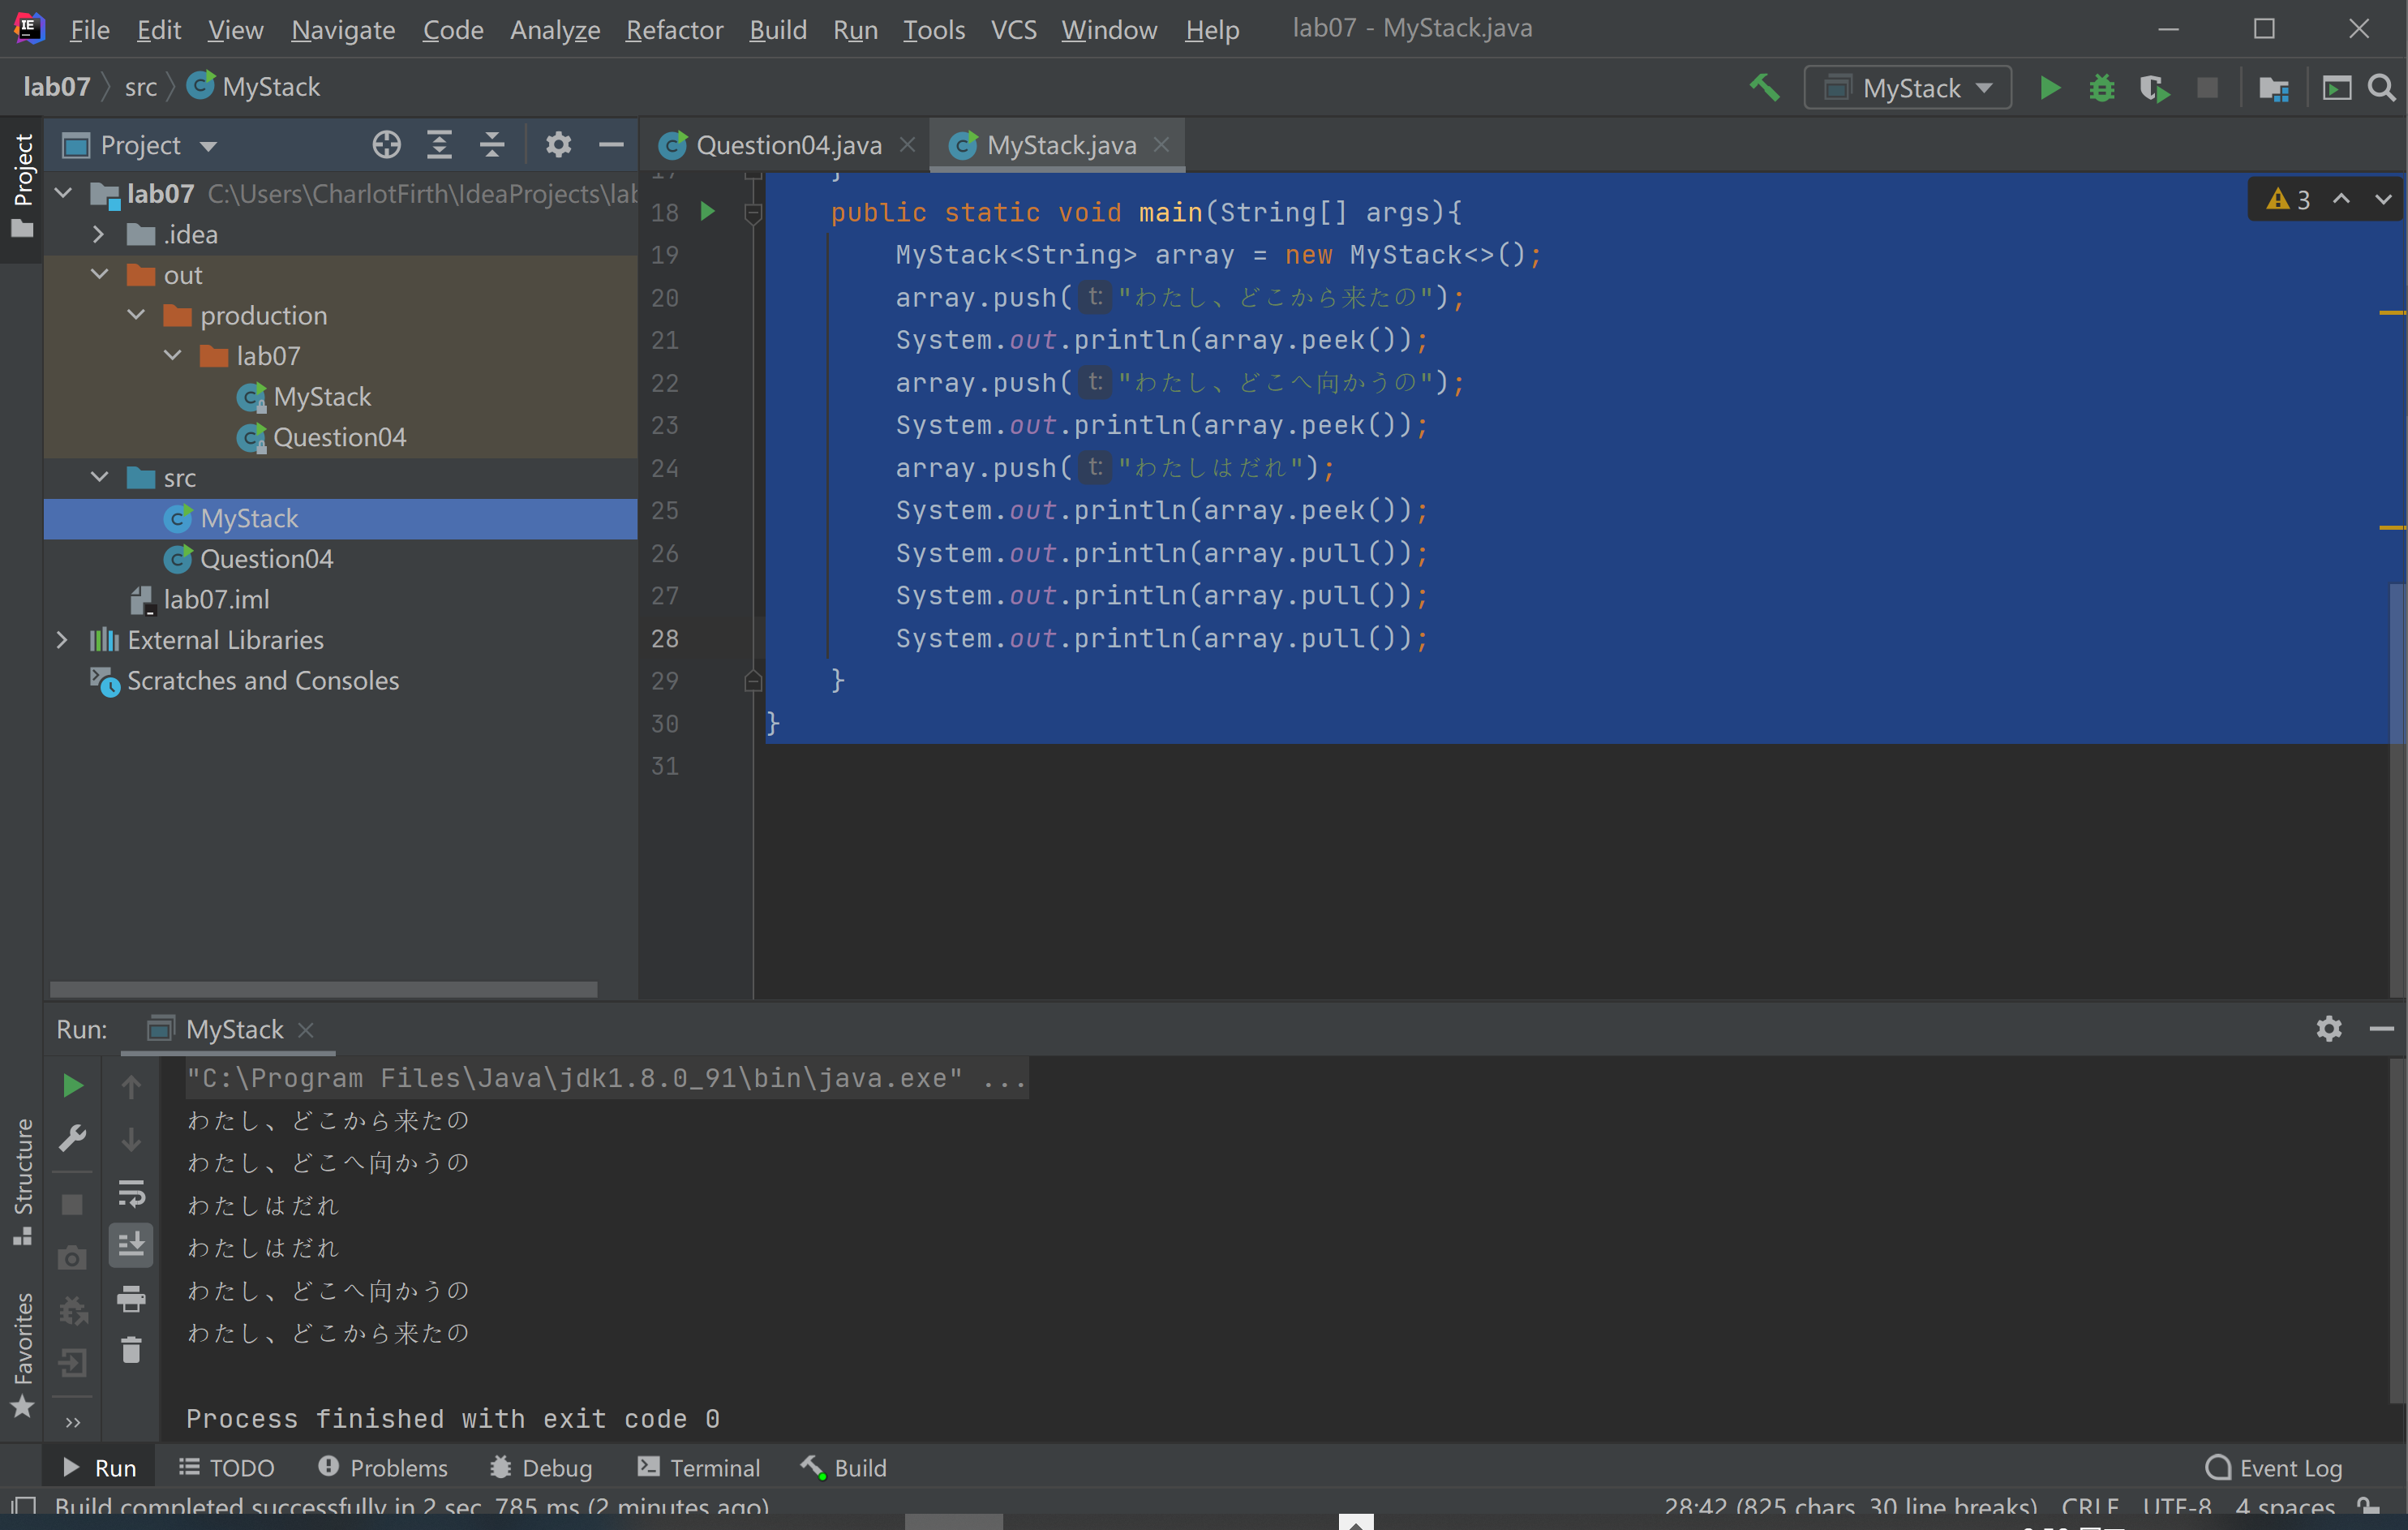 File Edit View Navigate Code Analyze Refactor Build Run Tools VCS Window Help lab07 - MyStack.java
lab07 src MyStack MyStack
Project
Project
Question04.java MyStack.java
lab07 C:\Users\CharlotFirth\IdeaProjects\lab
.idea
out
production
lab07
MyStack
Question04
src
MyStack
Question04
lab07.iml
External Libraries
Scratches and Consoles
3
17 }
18 public static void main(String[] args){
19 MyStack<String> array = new MyStack<>();
20 array.push( t: "わたし、どこから来たの");
21 System.out.println(array.peek());
22 array.push( t: "わたし、どこへ向かうの");
23 System.out.println(array.peek());
24 array.push( t: "わたしはだれ");
25 System.out.println(array.peek());
26 System.out.println(array.pull());
27 System.out.println(array.pull());
28 System.out.println(array.pull());
29 }
30 }
31
Run: MyStack
"C:\Program Files\Java\jdk1.8.0_91\bin\java.exe" ...
わたし、どこから来たの
わたし、どこへ向かうの
わたしはだれ
わたしはだれ
わたし、どこへ向かうの
わたし、どこから来たの
Process finished with exit code 0
Structure
Favorites
Run TODO Problems Debug Terminal Build Event Log
Build completed successfully in 2 sec, 785 ms (2 minutes ago) 28:42 (825 chars, 30 line breaks) CRLF UTF-8 4 spaces